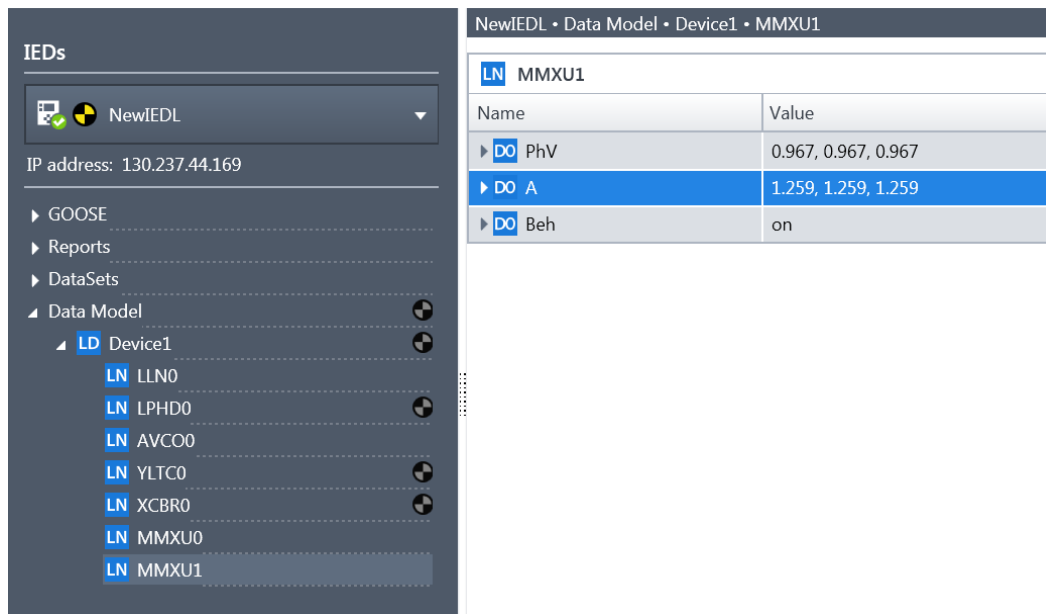 IEDs
NewIEDL
IP address: 130.237.44.169
GOOSE
Reports
DataSets
Data Model
LD Device1
LN LLN0
LN LPHD0
LN AVCO0
LN YLTC0
LN XCBR0
LN MMXU0
LN MMXU1
NewIEDL • Data Model • Device1 • MMXU1
LN MMXU1
Name Value
DO PhV 0.967, 0.967, 0.967
DO A 1.259, 1.259, 1.259
DO Beh on